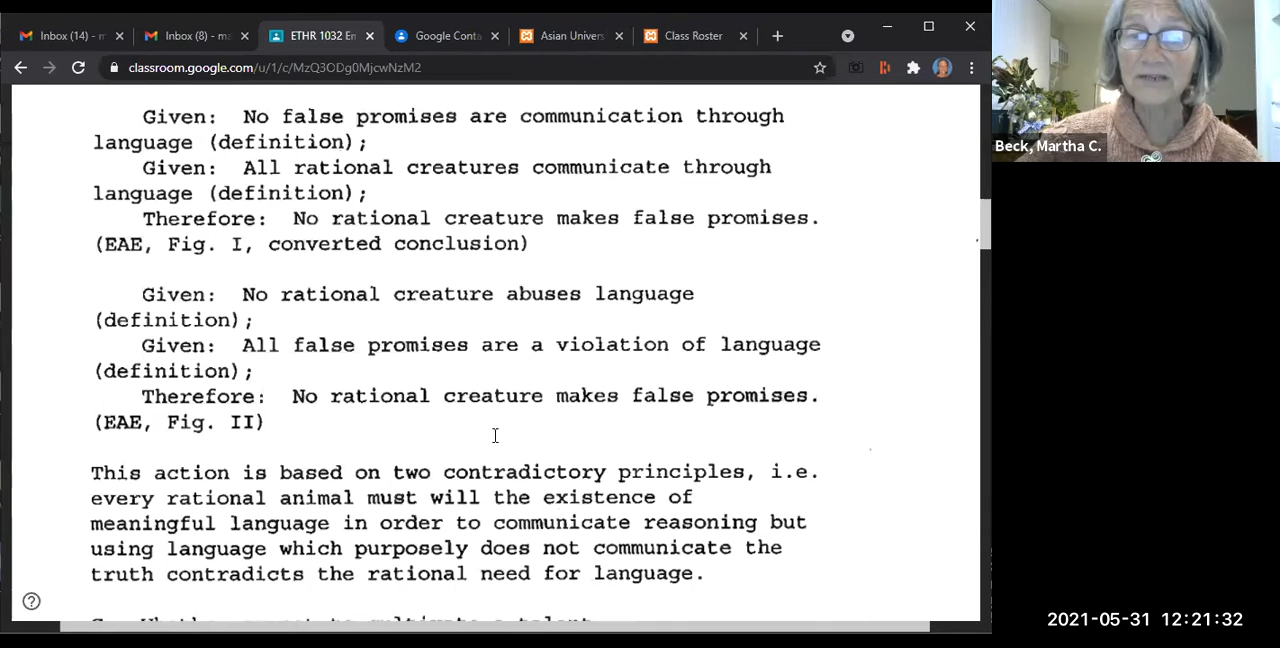 Inbox (14) - m
Inbox (8) - ma
ETHR 1032 En
Google Conta
Asian Univers
Class Roster
classroom.google.com/u/1/c/MzQ3ODg0MjcwNzM2
Given: No false promises are communication through
language (definition);
Given: All rational creatures communicate through
language (definition);
Therefore: No rational creature makes false promises.
(EAE, Fig. I, converted conclusion)
Given: No rational creature abuses language
(definition);
Given: All false promises are a violation of language
(definition);
Therefore: No rational creature makes false promises.
(EAE, Fig. II)
This action is based on two contradictory principles, i.e.
every rational animal must will the existence of
meaningful language in order to communicate reasoning but
using language which purposely does not communicate the
truth contradicts the rational need for language.
Beck, Martha C.
2021-05-31 12:21:32